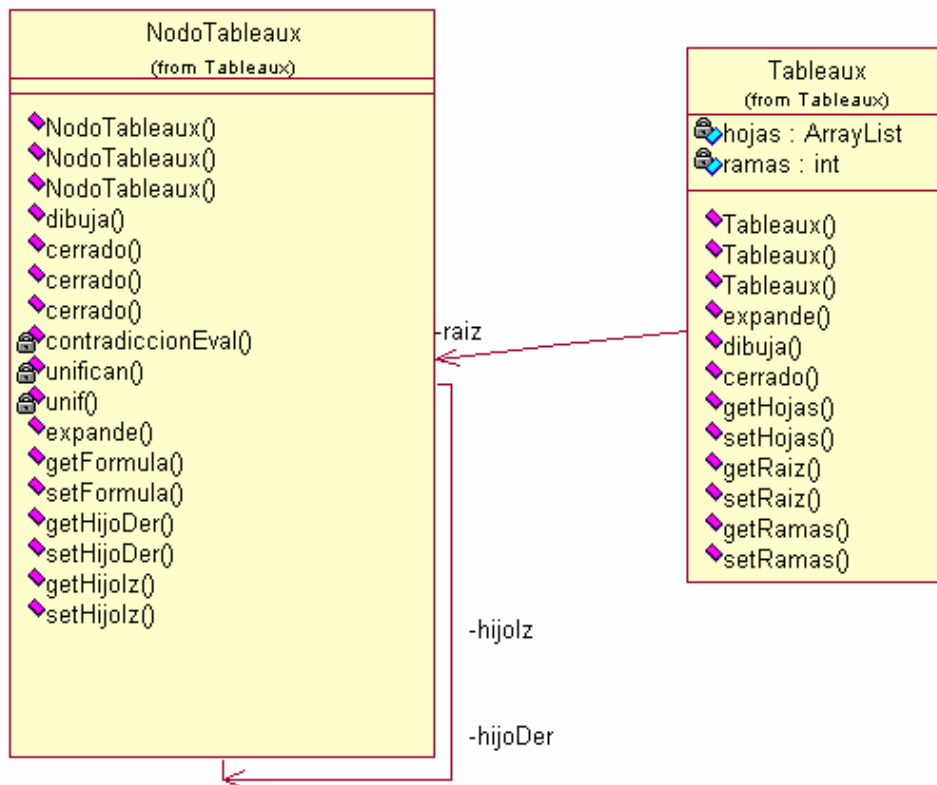 NodoTableaux
(from Tableaux)
NodoTableaux()
NodoTableaux()
NodoTableaux()
dibuja()
cerrado()
cerrado()
cerrado()
contradiccionEval()
unifican()
unif()
expande()
getFormula()
setFormula()
getHijoDer()
setHijoDer()
getHijoIz()
setHijoIz()
-raiz
-hijoIz
-hijoDer
Tableaux
(from Tableaux)
hojas : ArrayList
ramas : int
Tableaux()
Tableaux()
Tableaux()
expande()
dibuja()
cerrado()
getHojas()
setHojas()
getRaiz()
setRaiz()
getRamas()
setRamas()